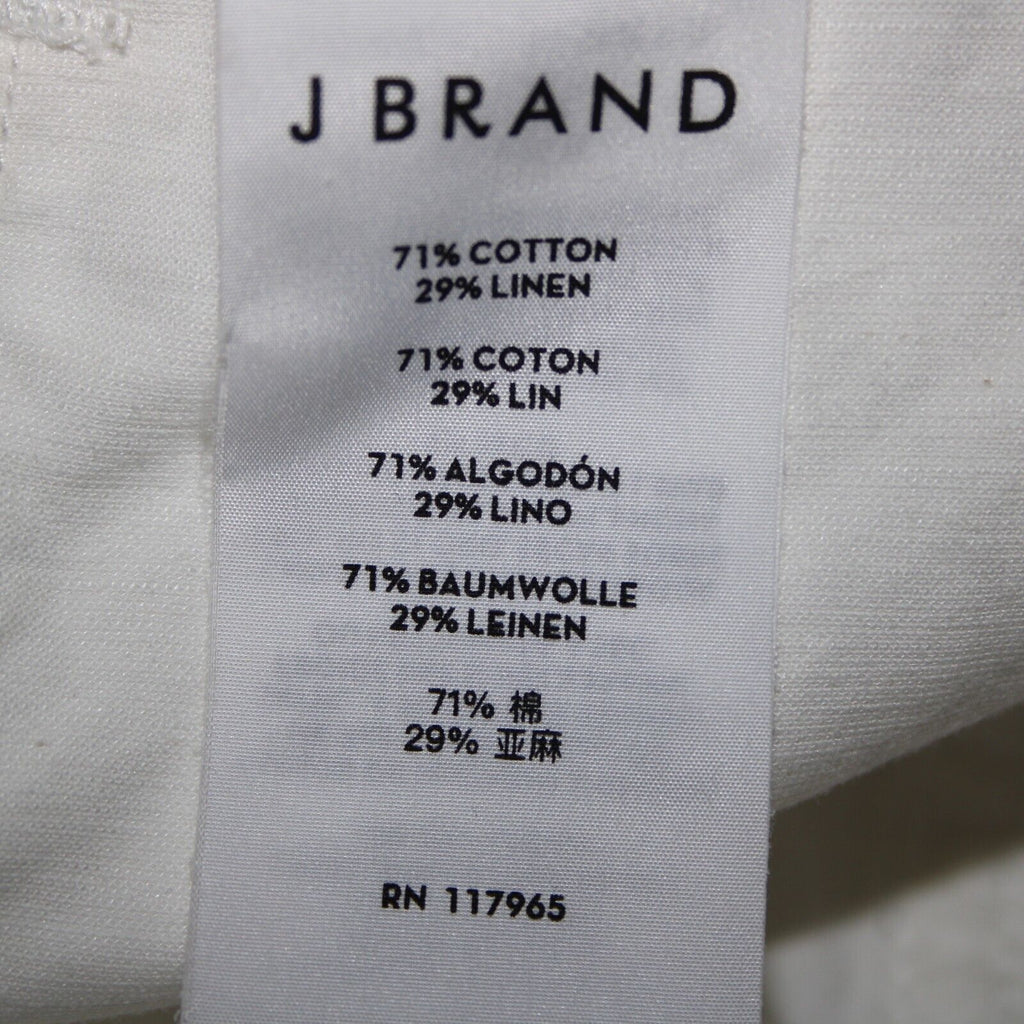 J BRAND
71% COTTON
29% LINEN
71% COTON
29% LIN
71% ALGODÓN
29% LINO
71% BAUMWOLLE
29% LEINEN
71% 棉
29% 亚麻
RN 117965